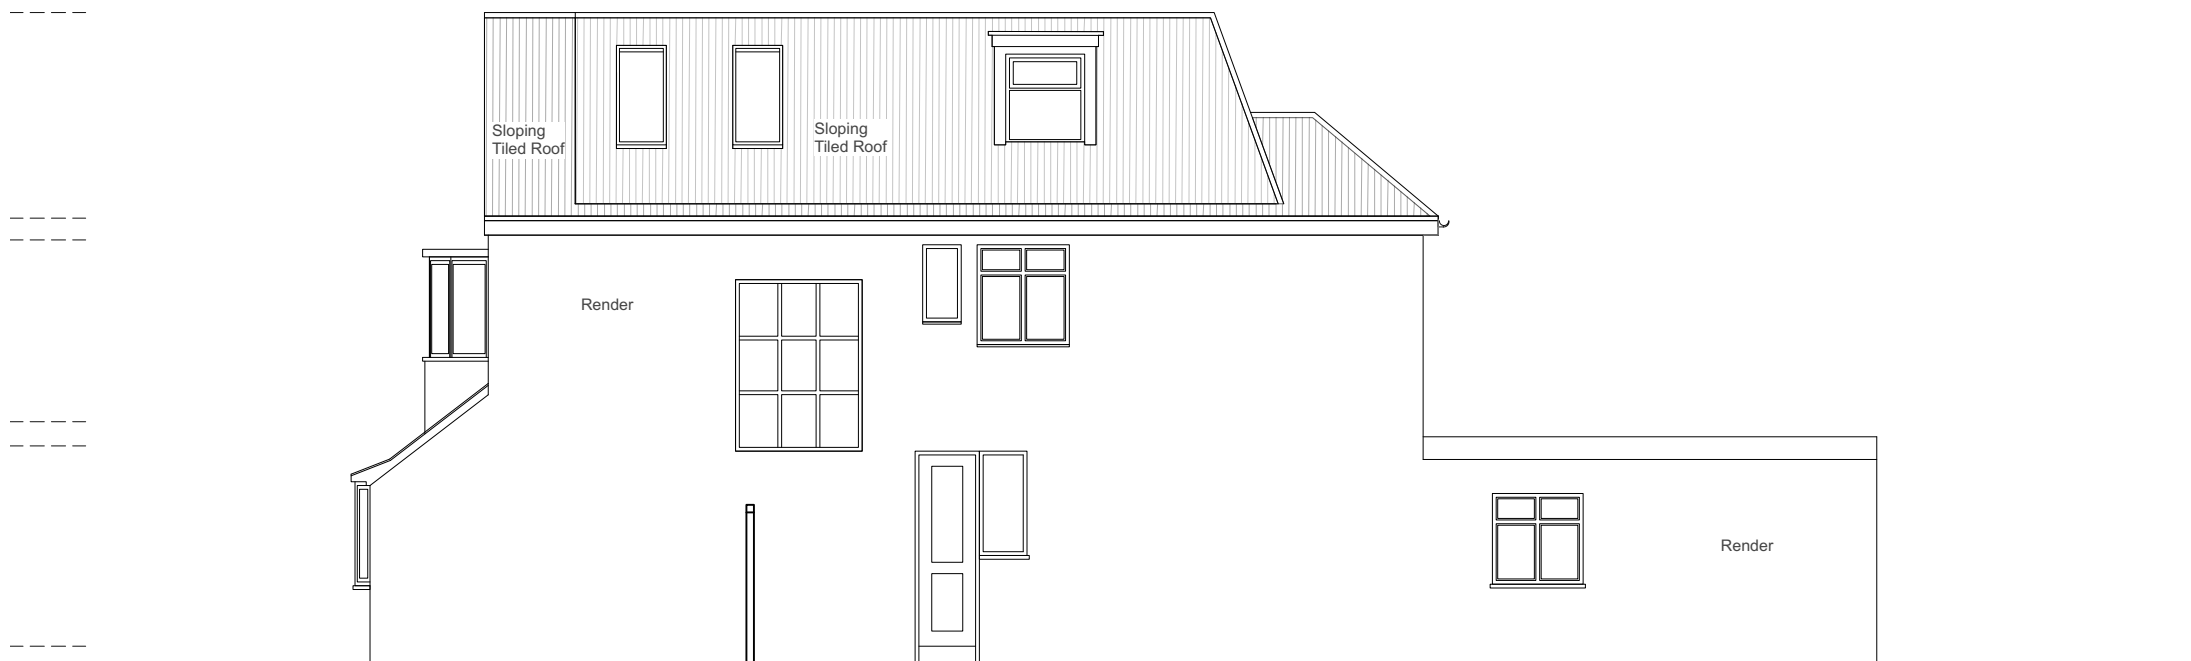 Sloping
Tiled Roof
Sloping
Tiled Roof
Render
Render